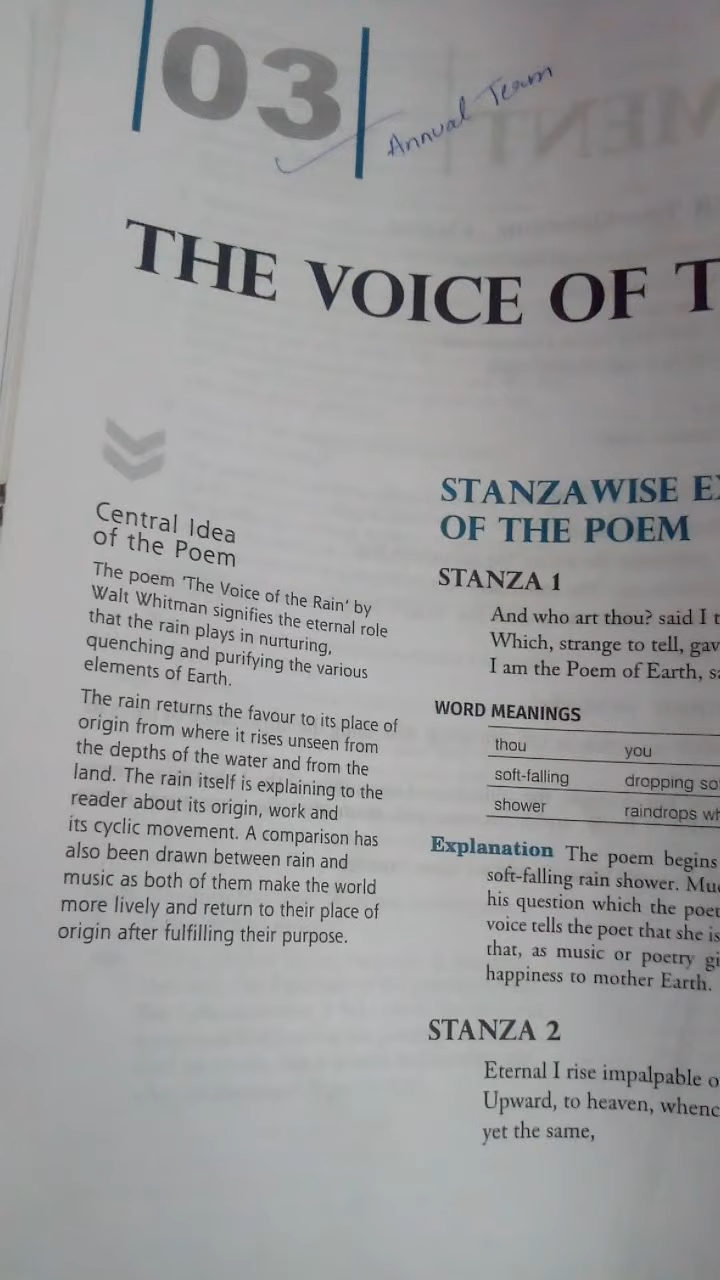 03
Annual Team
THE VOICE OF T
Central Idea
of the Poem
The poem 'The Voice of the Rain' by
Walt Whitman signifies the eternal role
that the rain plays in nurturing,
quenching and purifying the various
elements of Earth.
The rain returns the favour to its place of
origin from where it rises unseen from
the depths of the water and from the
land. The rain itself is explaining to the
reader about its origin, work and
its cyclic movement. A comparison has
also been drawn between rain and
music as both of them make the world
more lively and return to their place of
origin after fulfilling their purpose.
STANZAWISE E
OF THE POEM
STANZA 1
And who art thou? said I t
Which, strange to tell, gav
I am the Poem of Earth, s
WORD MEANINGS
thou you
soft-falling dropping so
shower raindrops wh
Explanation The poem begins
soft-falling rain shower. Muc
his question which the poet
voice tells the poet that she is
that, as music or poetry gi
happiness to mother Earth.
STANZA 2
Eternal I rise impalpable o
Upward, to heaven, whenc
yet the same,